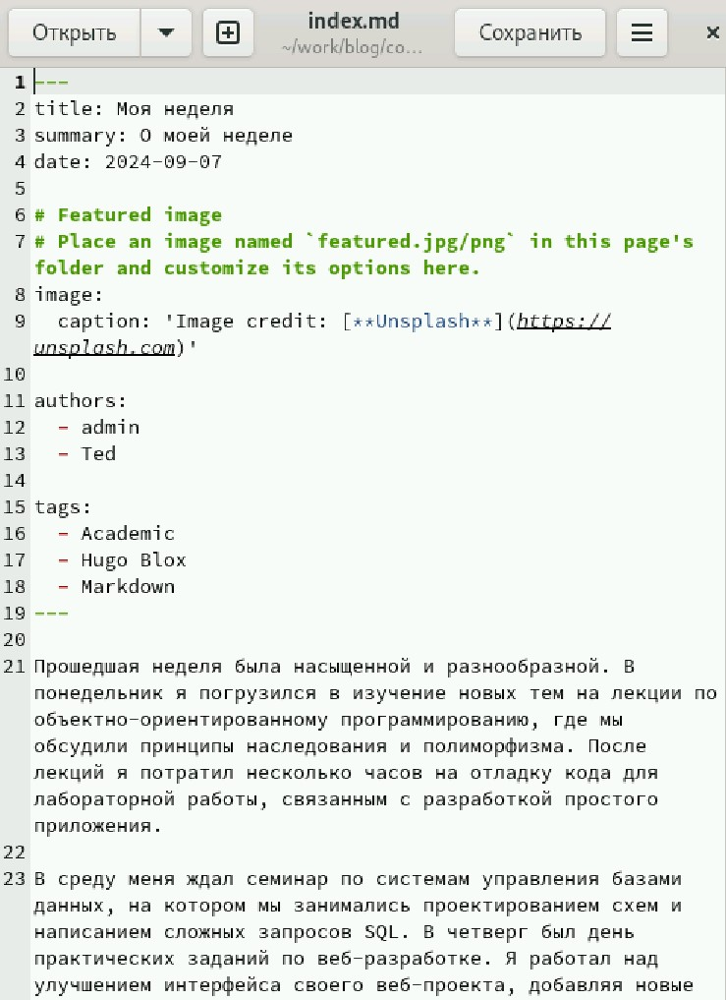 Открыть
index.md
~/work/blog/co...
Сохранить
1 ---
2 title: Моя неделя
3 summary: О моей неделе
4 date: 2024-09-07
5
6 # Featured image
7 # Place an image named `featured.jpg/png` in this page's
folder and customize its options here.
8 image:
9   caption: 'Image credit: [**Unsplash**](https://
unsplash.com)'
10
11 authors:
12   - admin
13   - Ted
14
15 tags:
16   - Academic
17   - Hugo Blox
18   - Markdown
19 ---
20
21 Прошедшая неделя была насыщенной и разнообразной. В
понедельник я погрузился в изучение новых тем на лекции по
объектно-ориентированному программированию, где мы
обсудили принципы наследования и полиморфизма. После
лекций я потратил несколько часов на отладку кода для
лабораторной работы, связанным с разработкой простого
приложения.
22
23 В среду меня ждал семинар по системам управления базами
данных, на котором мы занимались проектированием схем и
написанием сложных запросов SQL. В четверг был день
практических заданий по веб-разработке. Я работал над
улучшением интерфейса своего веб-проекта, добавляя новые